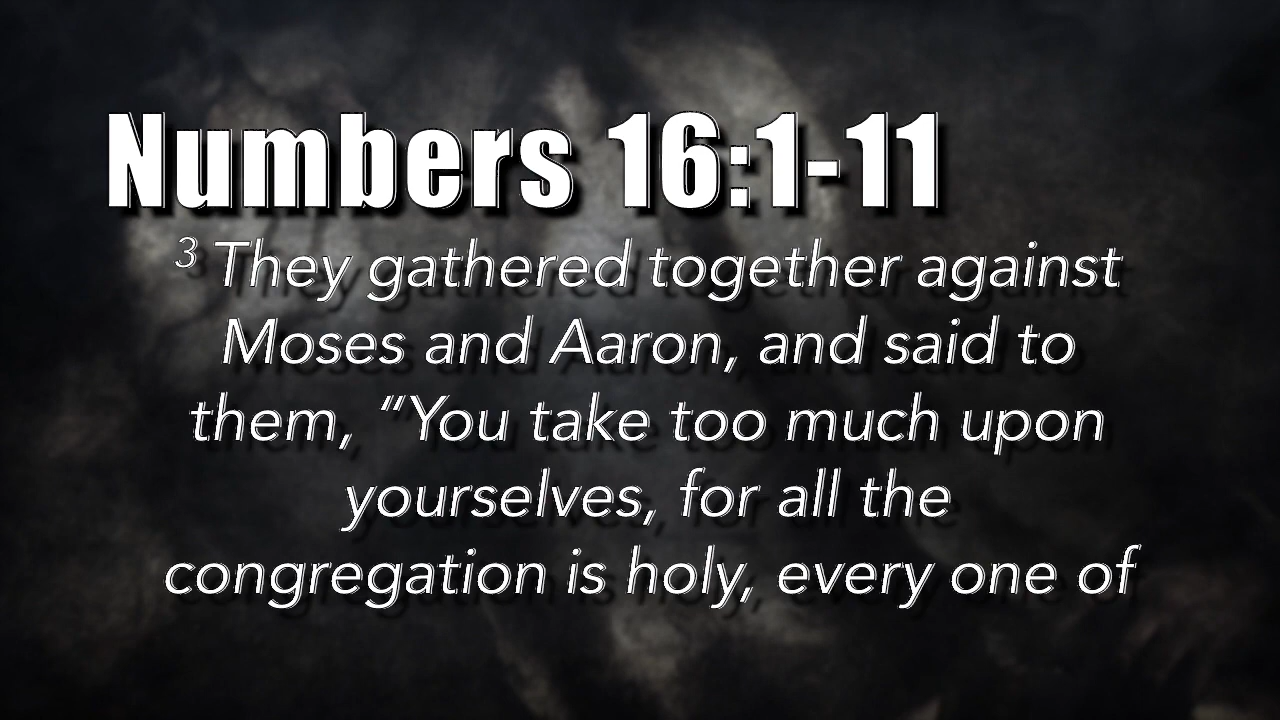 Numbers 16:1-11
3 They gathered together against
Moses and Aaron, and said to
them, “You take too much upon
yourselves, for all the
congregation is holy, every one of